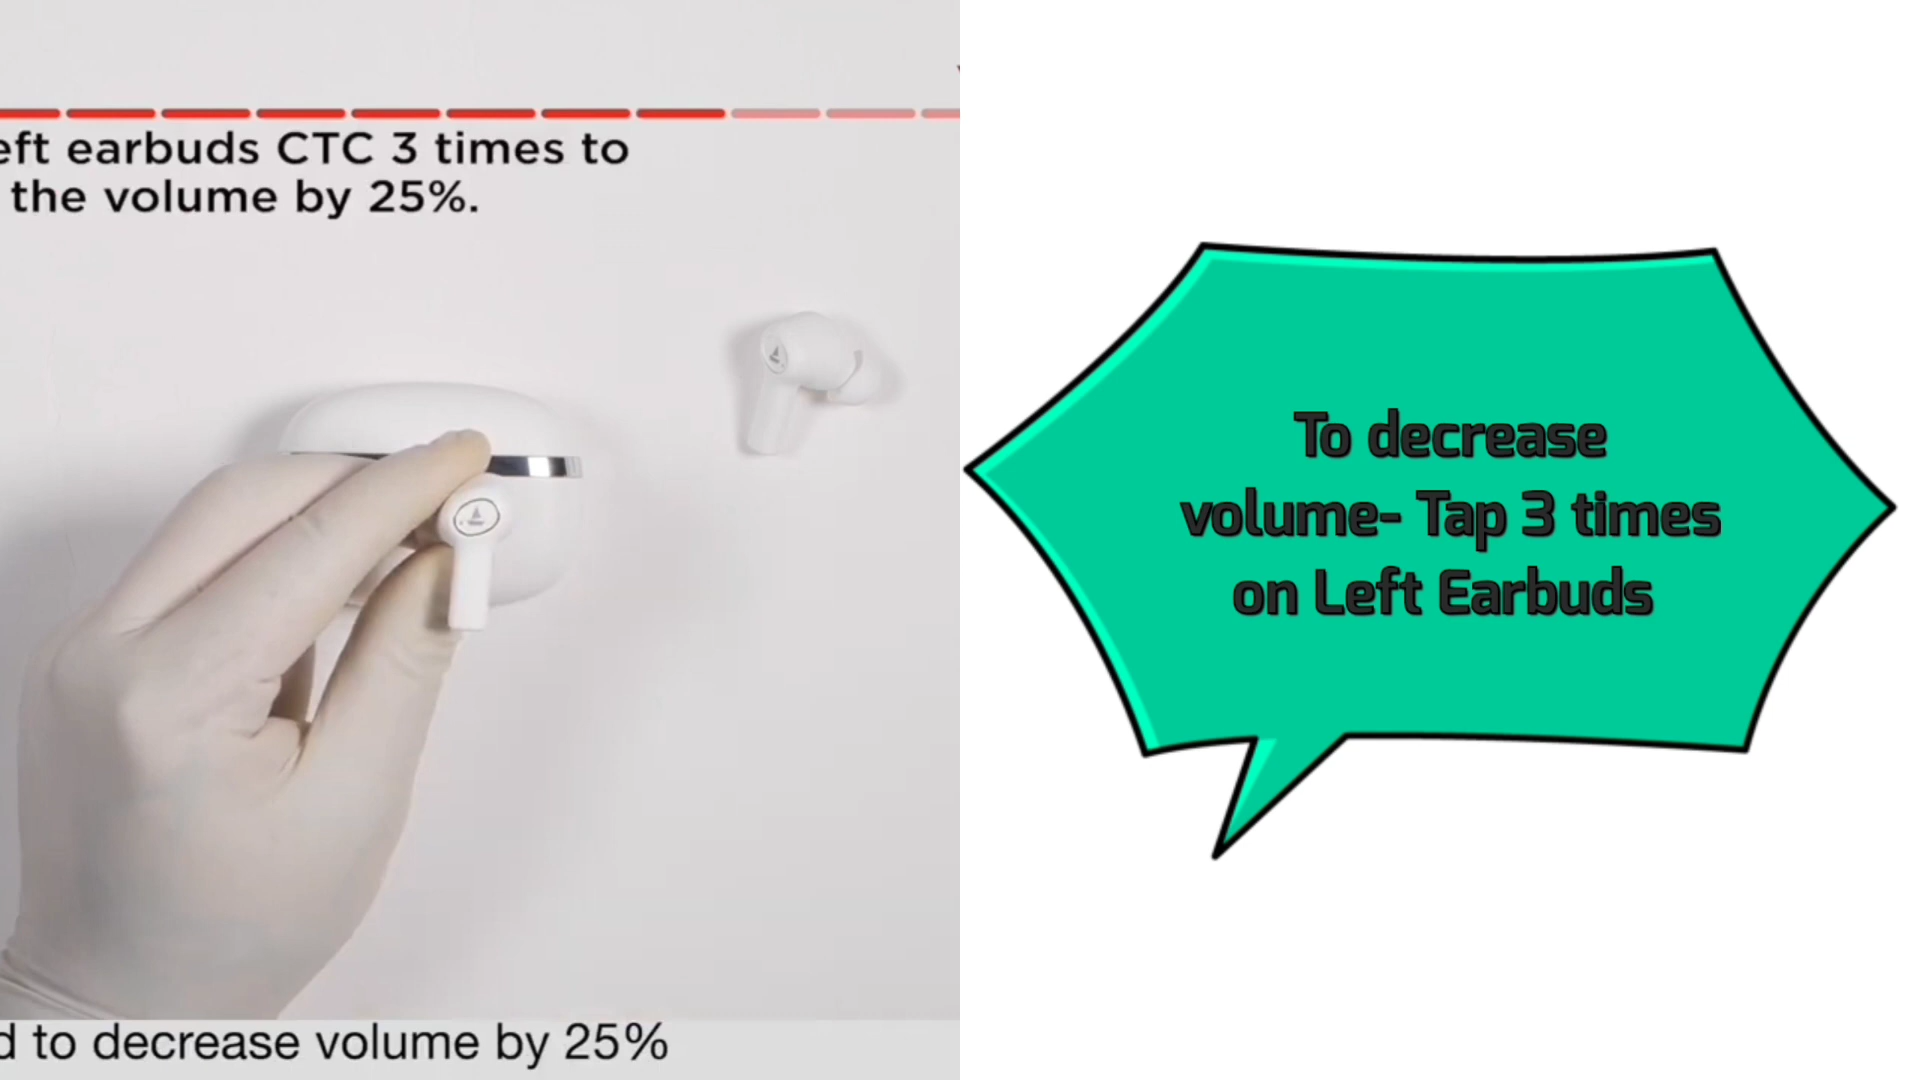 eft earbuds CTC 3 times to
the volume by 25%.
d to decrease volume by 25%
To decrease
volume- Tap 3 times
on Left Earbuds